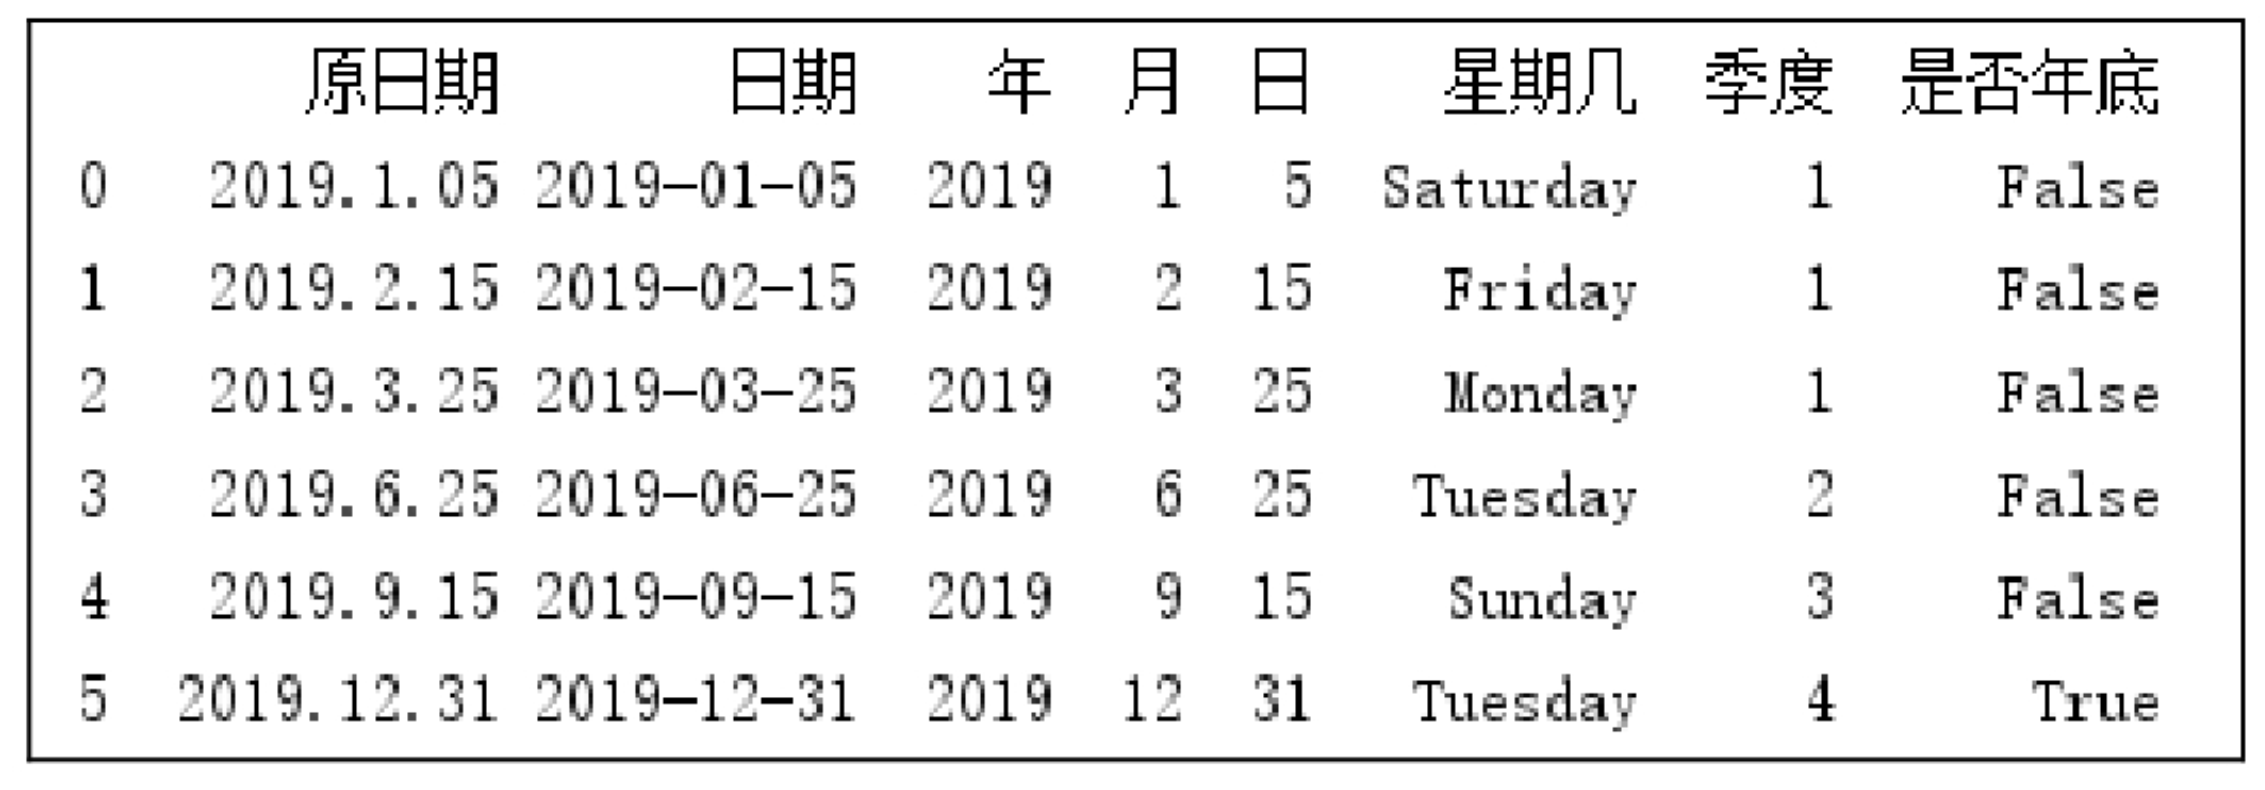 原日期 日期 年 月 日 星期几 季度 是否年底
0 2019.1.05 2019-01-05 2019 1 5 Saturday 1 False
1 2019.2.15 2019-02-15 2019 2 15 Friday 1 False
2 2019.3.25 2019-03-25 2019 3 25 Monday 1 False
3 2019.6.25 2019-06-25 2019 6 25 Tuesday 2 False
4 2019.9.15 2019-09-15 2019 9 15 Sunday 3 False
5 2019.12.31 2019-12-31 2019 12 31 Tuesday 4 True